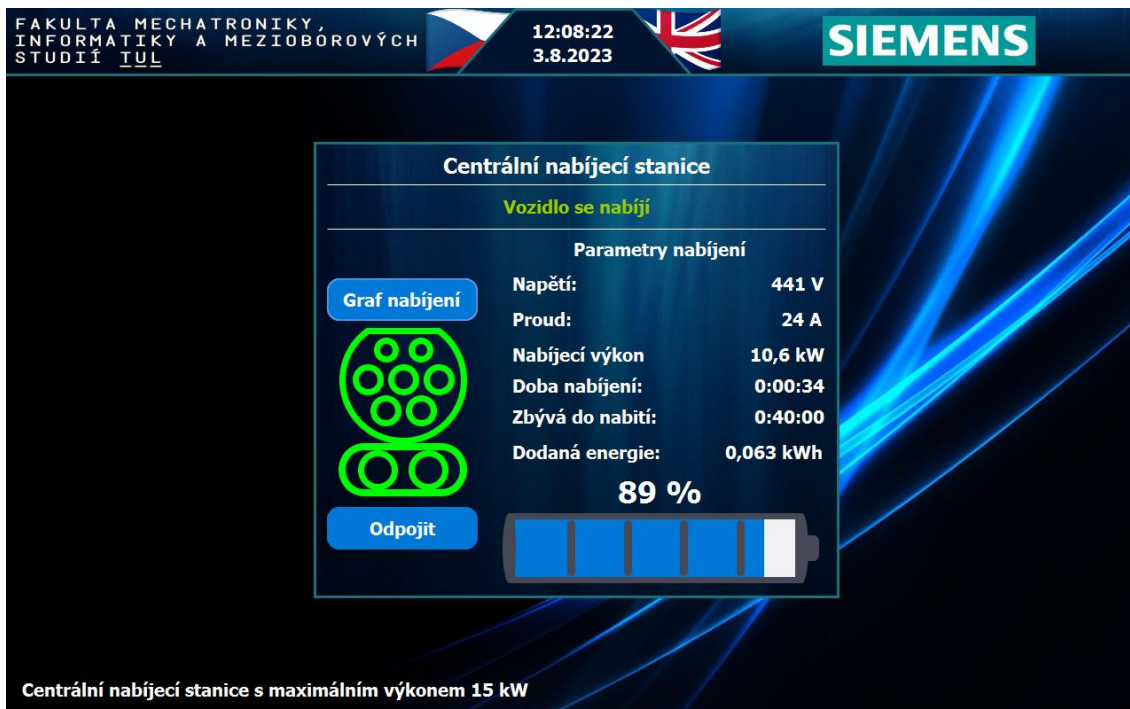 FAKULTA MECHATRONIKY,
INFORMATIKY A MEZIOBOROVÝCH
STUDIÍ TUL
12:08:22
3.8.2023
SIEMENS
Centrální nabíjecí stanice
Vozidlo se nabíjí
Parametry nabíjení
Graf nabíjení
Napětí: 441 V
Proud: 24 A
Nabíjecí výkon 10,6 kW
Doba nabíjení: 0:00:34
Zbývá do nabití: 0:40:00
Dodaná energie: 0,063 kWh
89 %
Odpojit
Centrální nabíjecí stanice s maximálním výkonem 15 kW